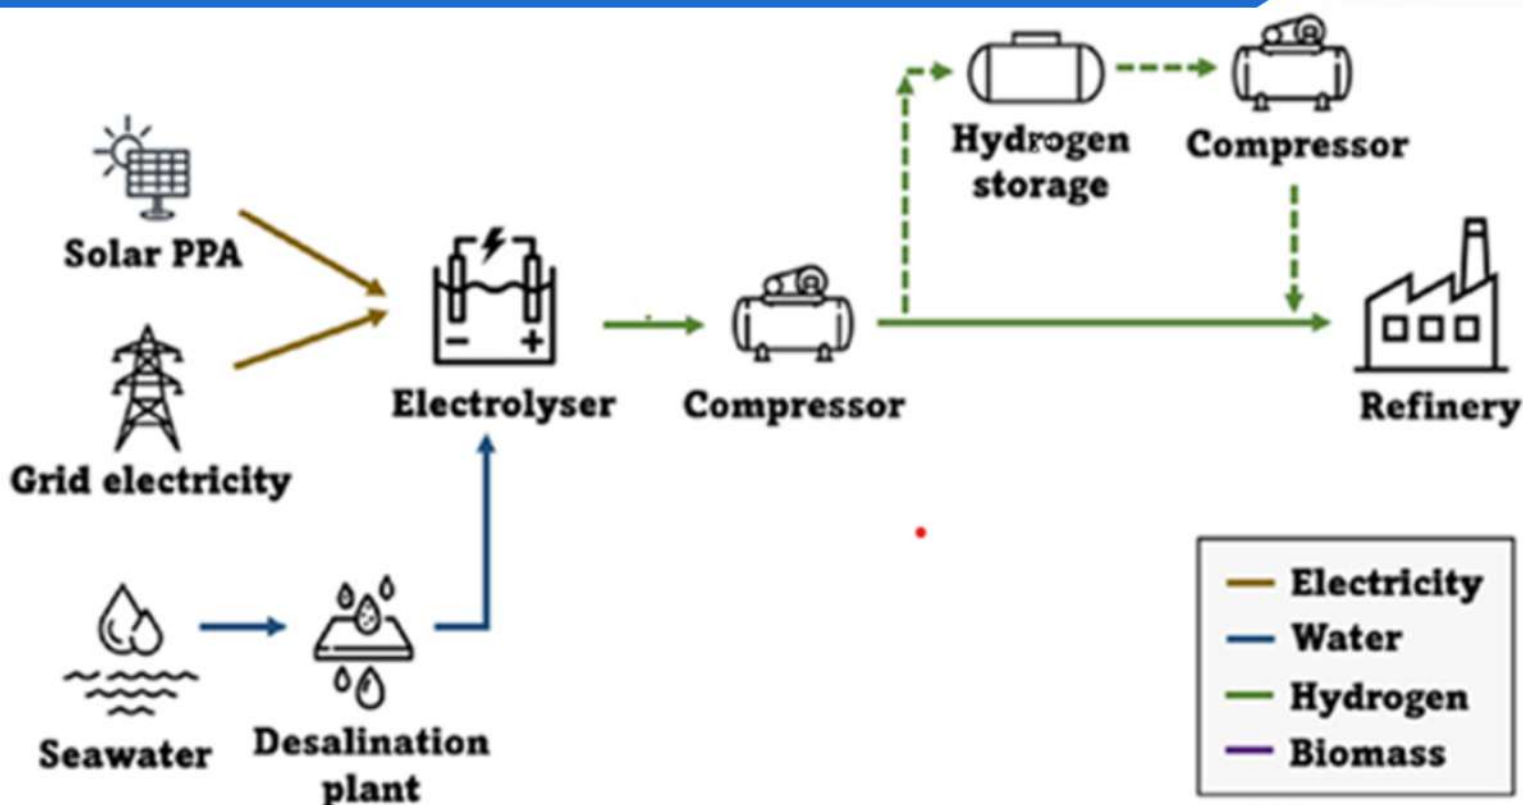 Hydrogen
storage
Compressor
Solar PPA
Electrolyser
Compressor
Refinery
Grid electricity
Seawater
Desalination
plant
Electricity
Water
Hydrogen
Biomass